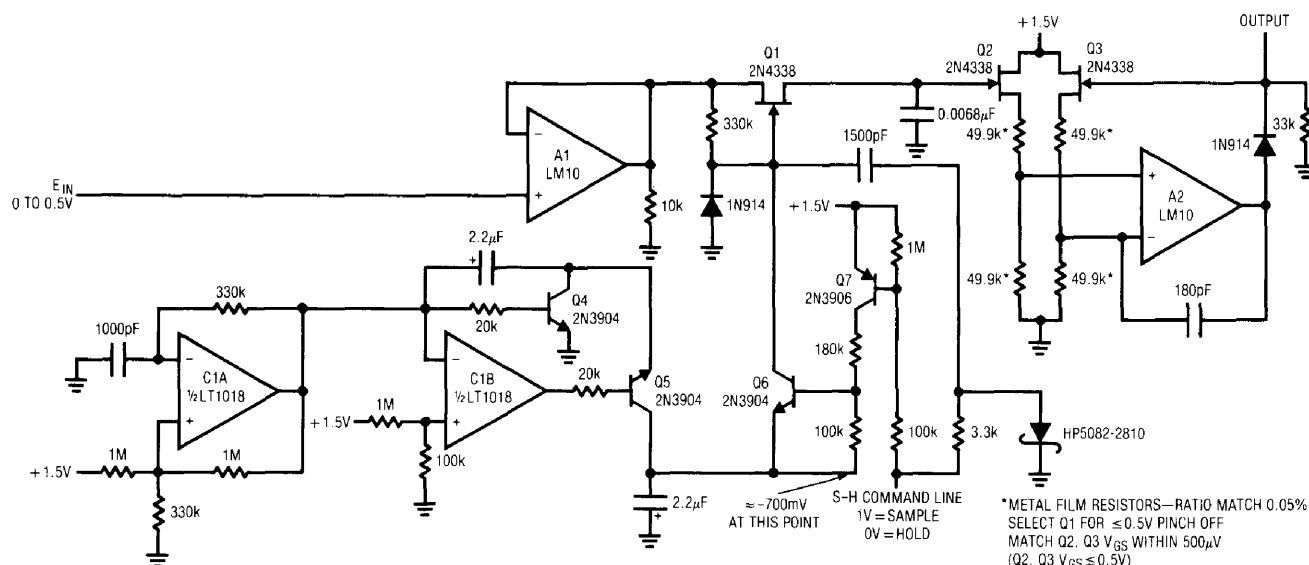 +1.5V
OUTPUT
Q1
2N4338
Q2
2N4338
Q3
2N4338
330k
0.0068µF
49.9k*
49.9k*
1N914
33k
1500pF
A1
LM10
A2
LM10
E_IN
0 TO 0.5V
10k
1N914
+1.5V
1M
2.2µF
Q7
2N3906
49.9k*
49.9k*
180pF
330k
20k
Q4
2N3904
1000pF
180k
C1A
½LT1018
C1B
½LT1018
20k
Q5
2N3904
Q6
2N3904
1M
+1.5V
100k
100k
100k
3.3k
HP5082-2810
+1.5V
1M
1M
330k
2.2µF
≈-700mV
AT THIS POINT
S-H COMMAND LINE
1V = SAMPLE
0V = HOLD
*METAL FILM RESISTORS—RATIO MATCH 0.05%
SELECT Q1 FOR ≤0.5V PINCH OFF
MATCH Q2, Q3 VGS WITHIN 500µV
(Q2, Q3 VGS ≤0.5V)